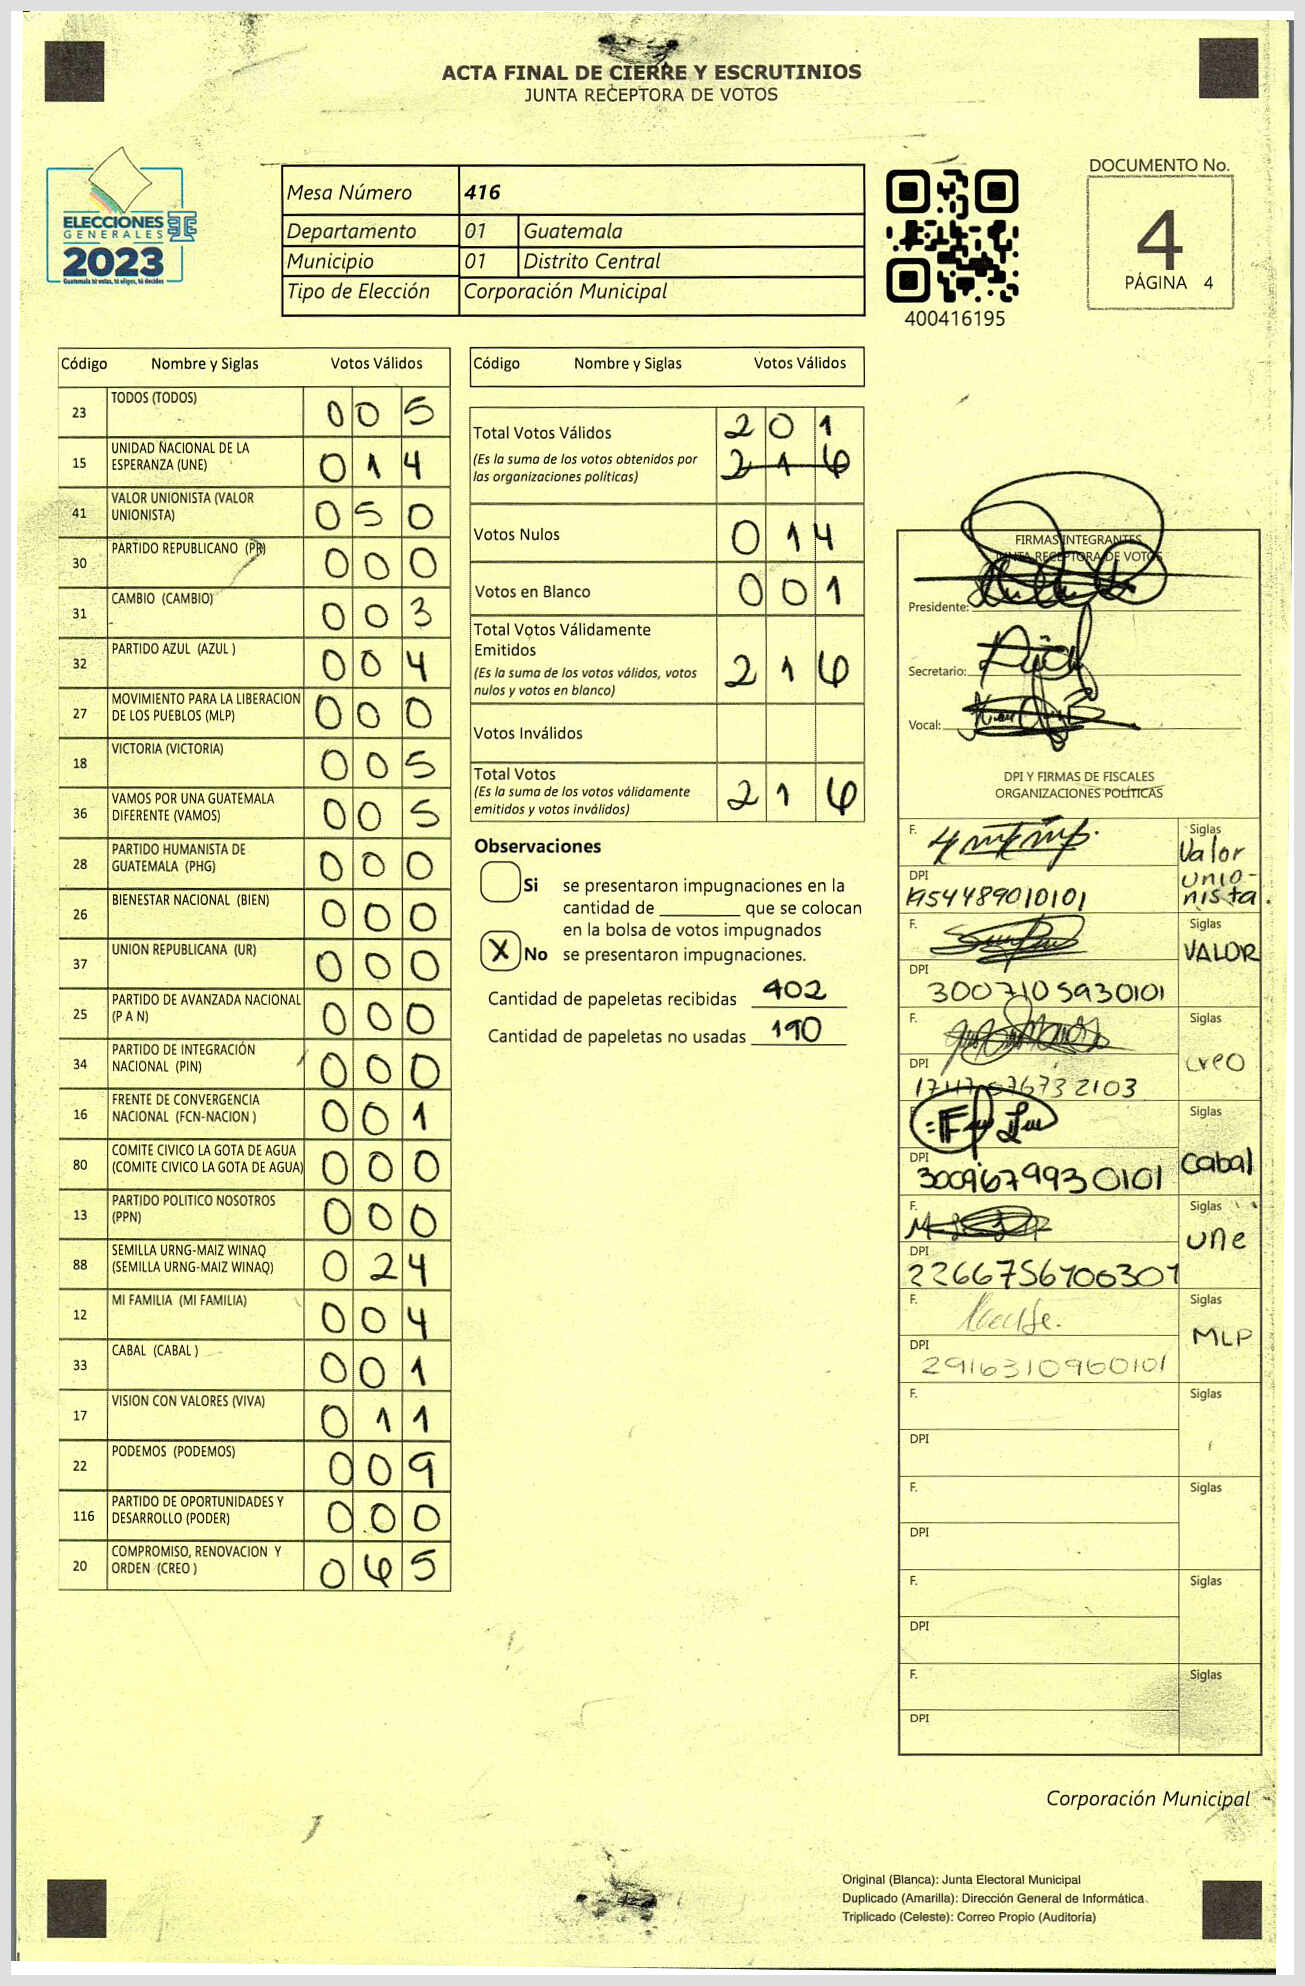 ACTA FINAL DE CIERRE Y ESCRUTINIOS
JUNTA RECEPTORA DE VOTOS
ELECCIONES
GENERALES
2023
Guatemala tú votas, tú eliges, tú decides
Mesa Número 416
Departamento 01 Guatemala
Municipio 01 Distrito Central
Tipo de Elección Corporación Municipal
400416195
DOCUMENTO No.
4
PÁGINA 4
Código Nombre y Siglas Votos Válidos
23 TODOS (TODOS) 0 0 5
15 UNIDAD NACIONAL DE LA
ESPERANZA (UNE) 0 1 4
41 VALOR UNIONISTA (VALOR
UNIONISTA) 0 5 0
30 PARTIDO REPUBLICANO (PR) 0 0 0
31 CAMBIO (CAMBIO) 0 0 3
32 PARTIDO AZUL (AZUL ) 0 0 4
27 MOVIMIENTO PARA LA LIBERACION
DE LOS PUEBLOS (MLP) 0 0 0
18 VICTORIA (VICTORIA) 0 0 5
36 VAMOS POR UNA GUATEMALA
DIFERENTE (VAMOS) 0 0 5
28 PARTIDO HUMANISTA DE
GUATEMALA (PHG) 0 0 0
26 BIENESTAR NACIONAL (BIEN) 0 0 0
37 UNION REPUBLICANA (UR) 0 0 0
25 PARTIDO DE AVANZADA NACIONAL
(P A N) 0 0 0
34 PARTIDO DE INTEGRACIÓN
NACIONAL (PIN) 0 0 0
16 FRENTE DE CONVERGENCIA
NACIONAL (FCN-NACION ) 0 0 1
80 COMITE CIVICO LA GOTA DE AGUA
(COMITE CIVICO LA GOTA DE AGUA) 0 0 0
13 PARTIDO POLITICO NOSOTROS
(PPN) 0 0 0
88 SEMILLA URNG-MAIZ WINAQ
(SEMILLA URNG-MAIZ WINAQ) 0 2 4
12 MI FAMILIA (MI FAMILIA) 0 0 4
33 CABAL (CABAL ) 0 0 1
17 VISION CON VALORES (VIVA) 0 1 1
22 PODEMOS (PODEMOS) 0 0 9
116 PARTIDO DE OPORTUNIDADES Y
DESARROLLO (PODER) 0 0 0
20 COMPROMISO, RENOVACION Y
ORDEN (CREO ) 0 6 5
Código Nombre y Siglas Votos Válidos
Total Votos Válidos 2 0 1
(Es la suma de los votos obtenidos por
las organizaciones políticas) 2 1 6
Votos Nulos 0 1 4
Votos en Blanco 0 0 1
Total Votos Válidamente
Emitidos 2 1 6
(Es la suma de los votos válidos, votos
nulos y votos en blanco)
Votos Inválidos
Total Votos 2 1 6
(Es la suma de los votos válidamente
emitidos y votos inválidos)
Observaciones
Si se presentaron impugnaciones en la
cantidad de ________ que se colocan
en la bolsa de votos impugnados
X No se presentaron impugnaciones.
Cantidad de papeletas recibidas 402
Cantidad de papeletas no usadas 190
FIRMAS INTEGRANTES
JUNTA RECEPTORA DE VOTOS
Presidente:
Secretario:
Vocal:
DPI Y FIRMAS DE FISCALES
ORGANIZACIONES POLÍTICAS
F. Siglas
Valor
unio-
nista.
DPI
1954489010101
F. Siglas
VALOR
DPI
3007105930101
F. Siglas
creo
DPI
F. Siglas
Cabal
DPI
3009679930101
F. Siglas
une
DPI
2266756700301
F. Siglas
MLP
DPI
2916310960101
F. Siglas
DPI
F. Siglas
DPI
F. Siglas
DPI
F. Siglas
DPI
Corporación Municipal
Original (Blanca): Junta Electoral Municipal
Duplicado (Amarilla): Dirección General de Informática
Triplicado (Celeste): Correo Propio (Auditoría)